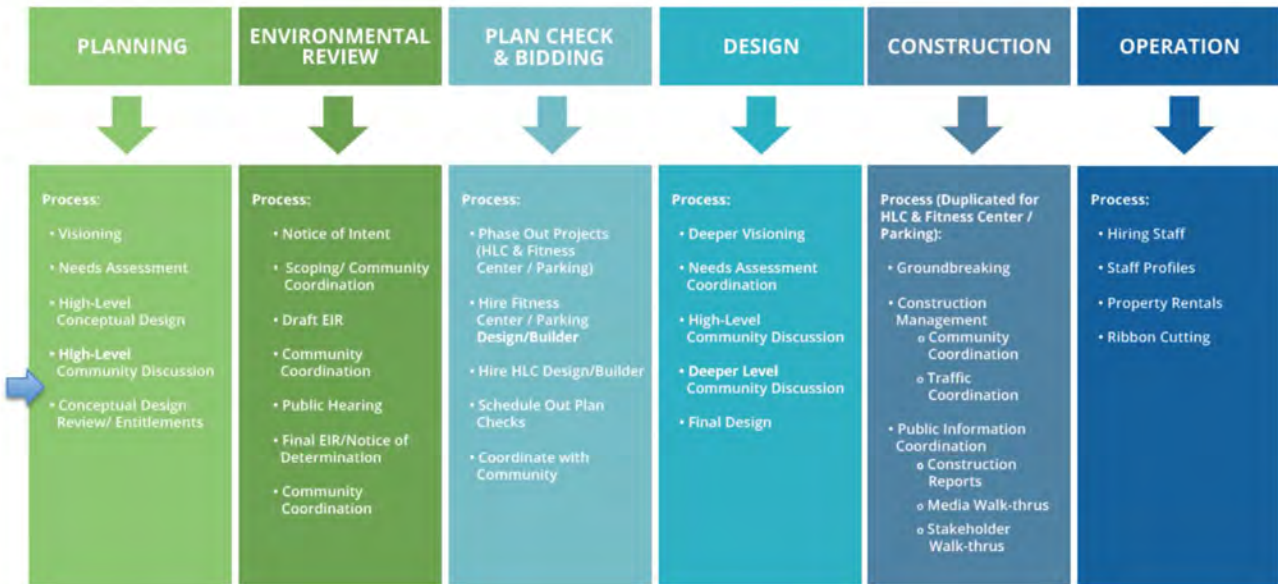 PLANNING
ENVIRONMENTAL
REVIEW
PLAN CHECK
& BIDDING
DESIGN
CONSTRUCTION
OPERATION
Process:
• Visioning
• Needs Assessment
• High-Level
Conceptual Design
• High-Level
Community Discussion
• Conceptual Design
Review/ Entitlements
Process:
• Notice of Intent
• Scoping/ Community
Coordination
• Draft EIR
• Community
Coordination
• Public Hearing
• Final EIR/Notice of
Determination
• Community
Coordination
Process:
• Phase Out Projects
(HLC & Fitness
Center / Parking)
• Hire Fitness
Center / Parking
Design/Builder
• Hire HLC Design/Builder
• Schedule Out Plan
Checks
• Coordinate with
Community
Process:
• Deeper Visioning
• Needs Assessment
Coordination
• High-Level
Community Discussion
• Deeper Level
Community Discussion
• Final Design
Process (Duplicated for
HLC & Fitness Center /
Parking):
• Groundbreaking
• Construction
Management
o Community
Coordination
o Traffic
Coordination
• Public Information
Coordination
o Construction
Reports
o Media Walk-thrus
o Stakeholder
Walk-thrus
Process:
• Hiring Staff
• Staff Profiles
• Property Rentals
• Ribbon Cutting